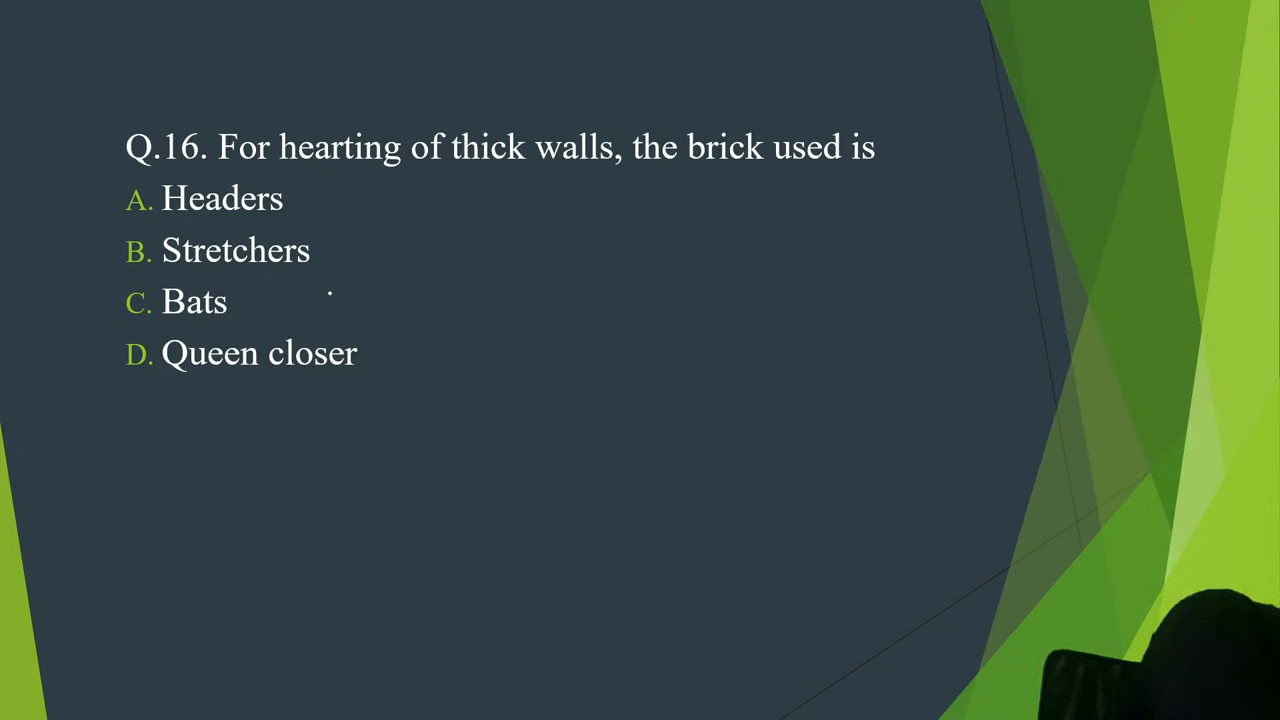 Q.16. For hearting of thick walls, the brick used is
A. Headers
B. Stretchers
C. Bats
D. Queen closer